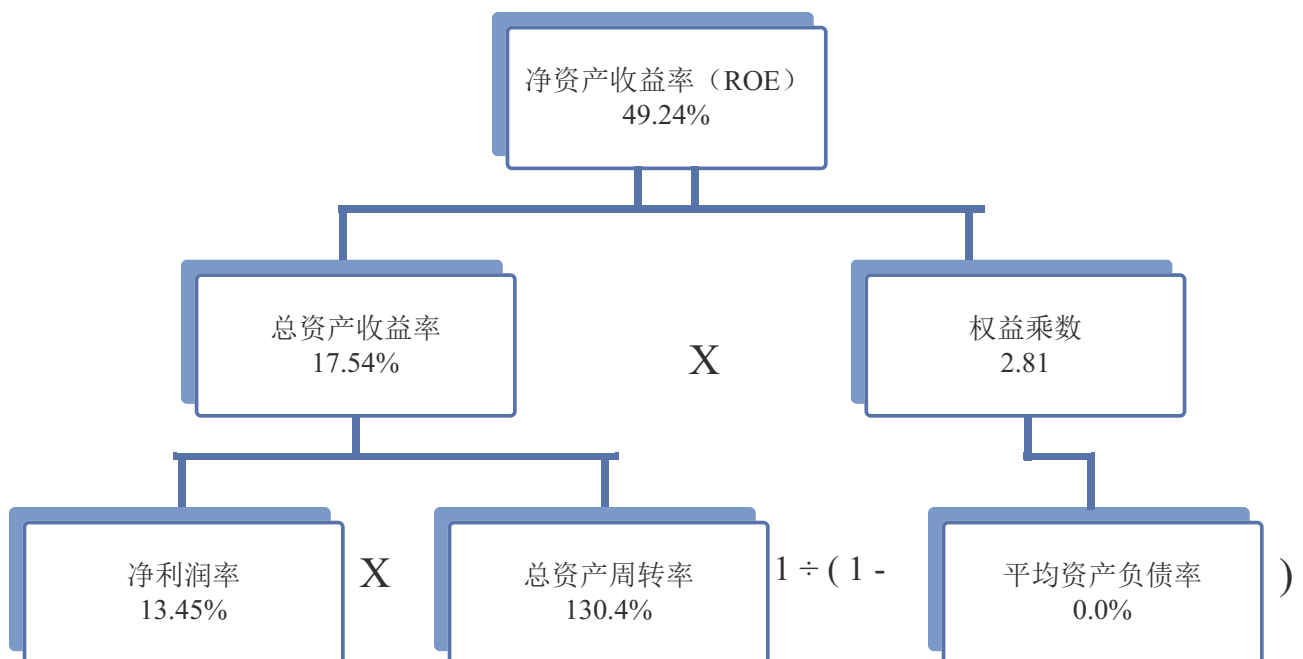 净资产收益率（ROE）
49.24%
总资产收益率
17.54%
X
权益乘数
2.81
净利润率
13.45%
X
总资产周转率
130.4%
1 ÷ ( 1 -
平均资产负债率
0.0%
)